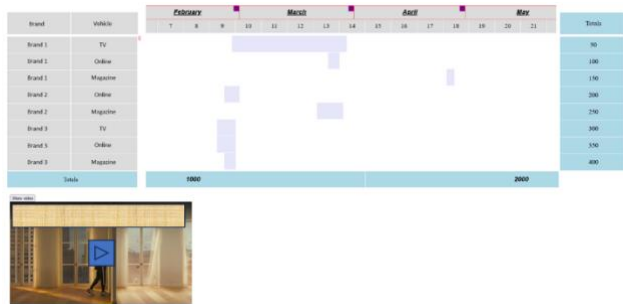 February March April May
Brand Vehicle 7 8 9 10 11 12 13 14 15 16 17 18 19 20 21 Totals
Brand 1 TV 50
Brand 1 Online 100
Brand 1 Magazine 150
Brand 2 Online 200
Brand 2 Magazine 250
Brand 3 TV 300
Brand 3 Online 350
Brand 3 Magazine 400
Totals 1000 2000